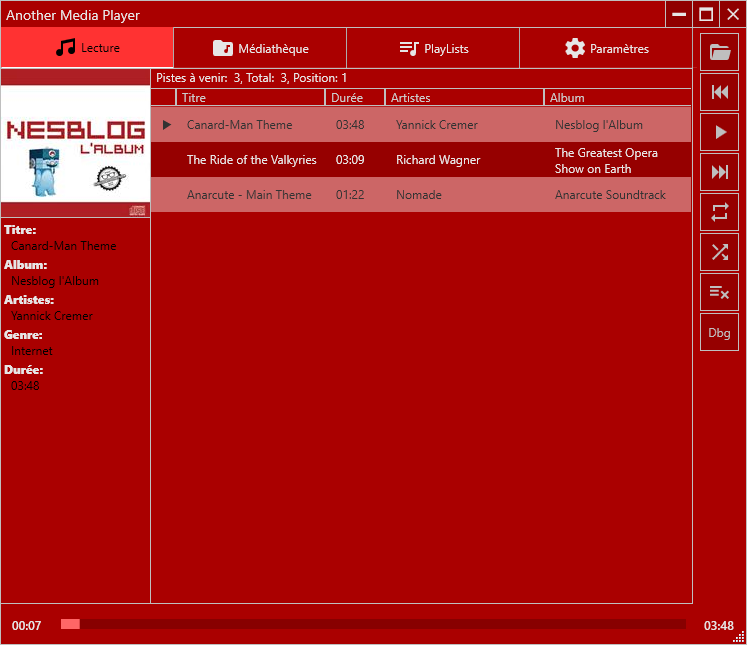 Another Media Player
Lecture
Médiathèque
PlayLists
Paramètres
Pistes à venir: 3, Total: 3, Position: 1
Titre Durée Artistes Album
Canard-Man Theme 03:48 Yannick Cremer Nesblog l'Album
The Ride of the Valkyries 03:09 Richard Wagner The Greatest Opera
Show on Earth
Anarcute - Main Theme 01:22 Nomade Anarcute Soundtrack
NESBLOG
L'ALBUM
Titre:
Canard-Man Theme
Album:
Nesblog l'Album
Artistes:
Yannick Cremer
Genre:
Internet
Durée:
03:48
Dbg
00:07
03:48